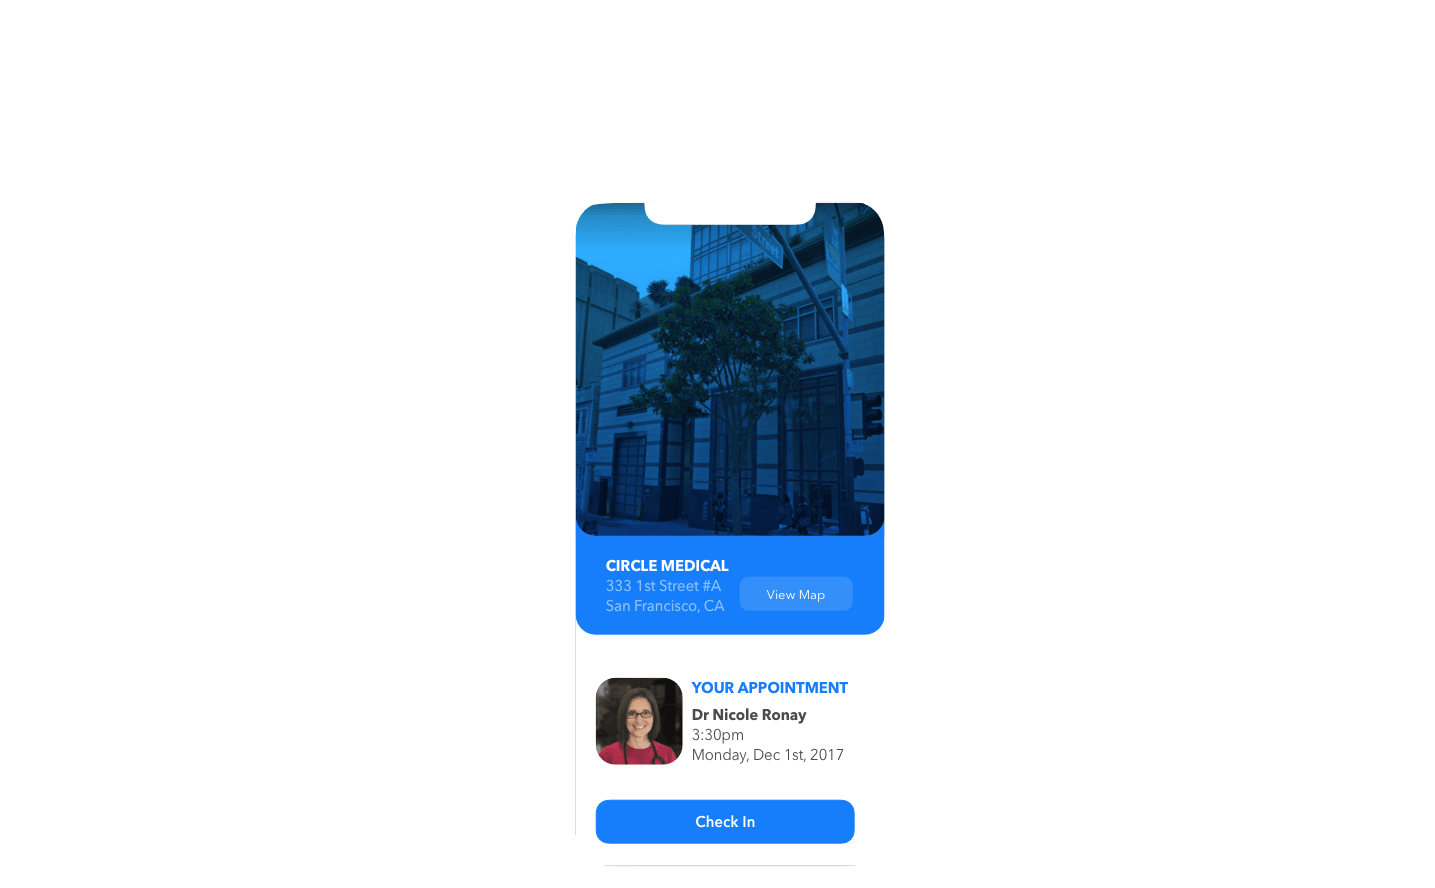 Street
CIRCLE MEDICAL
333 1st Street #A
San Francisco, CA
View Map
YOUR APPOINTMENT
Dr Nicole Ronay
3:30pm
Monday, Dec 1st, 2017
Check In